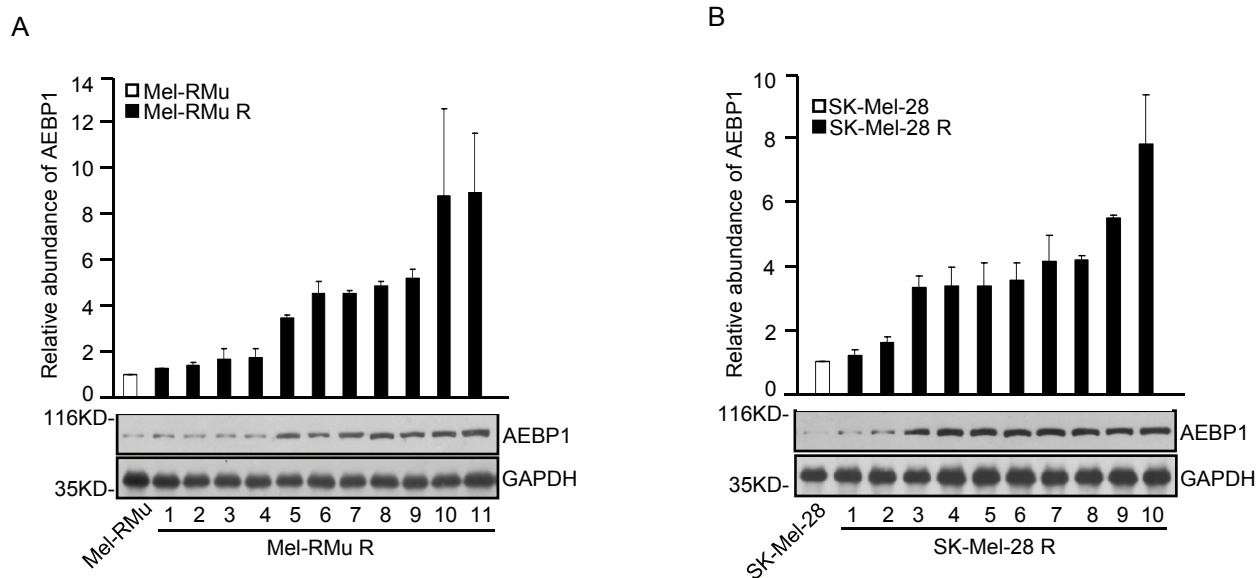 A
Relative abundance of AEBP1
14
12
10
8
6
4
2
0
Mel-RMu
Mel-RMu R
116KD-
35KD-
AEBP1
GAPDH
Mel-RMu
1 2 3 4 5 6 7 8 9 10 11
Mel-RMu R
B
Relative abundance of AEBP1
10
8
6
4
2
0
SK-Mel-28
SK-Mel-28 R
116KD-
35KD-
AEBP1
GAPDH
SK-Mel-28
1 2 3 4 5 6 7 8 9 10
SK-Mel-28 R